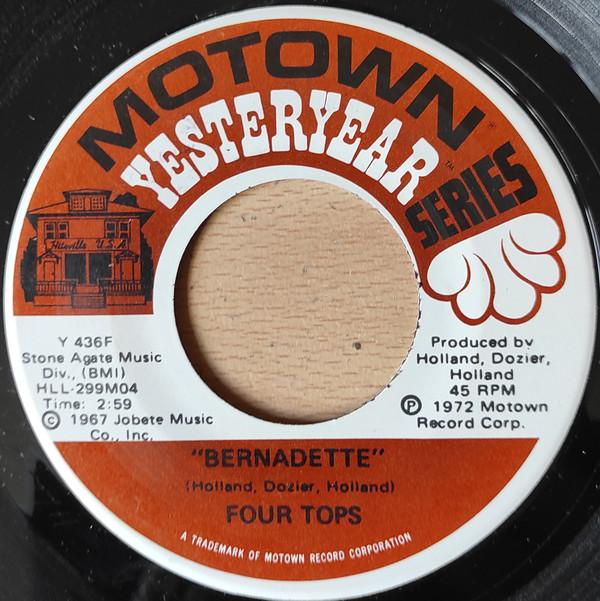 MOTOWN®
YESTERYEAR™
SERIES
Hitsville U.S.A
Y 436F
Stone Agate Music
Div., (BMI)
HLL-299M04
Time: 2:59
© 1967 Jobete Music
Co., Inc.
Produced by
Holland, Dozier,
Holland
45 RPM
℗ 1972 Motown
Record Corp.
"BERNADETTE"
(Holland, Dozier, Holland)
FOUR TOPS
A TRADEMARK OF MOTOWN RECORD CORPORATION